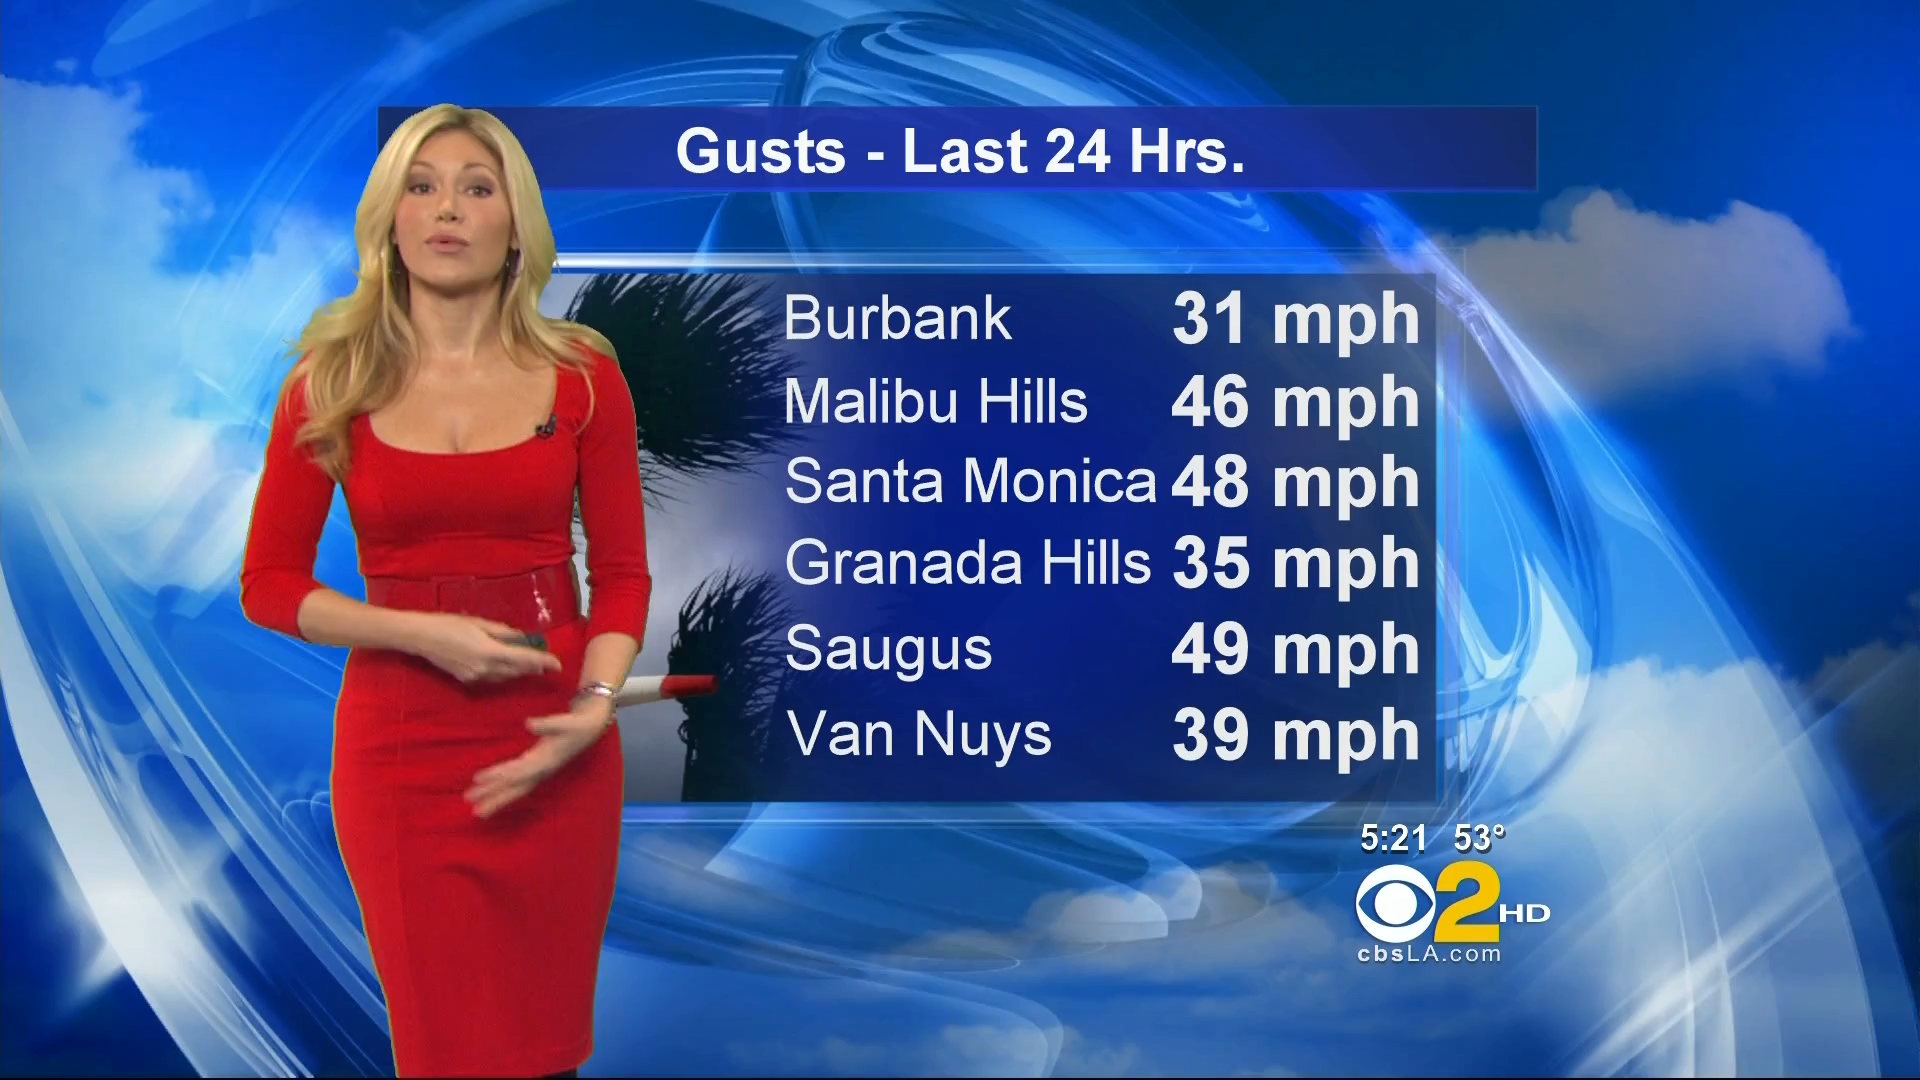 Gusts - Last 24 Hrs.
Burbank 31 mph
Malibu Hills 46 mph
Santa Monica 48 mph
Granada Hills 35 mph
Saugus 49 mph
Van Nuys 39 mph
5:21 53°
2 HD
cbsLA.com